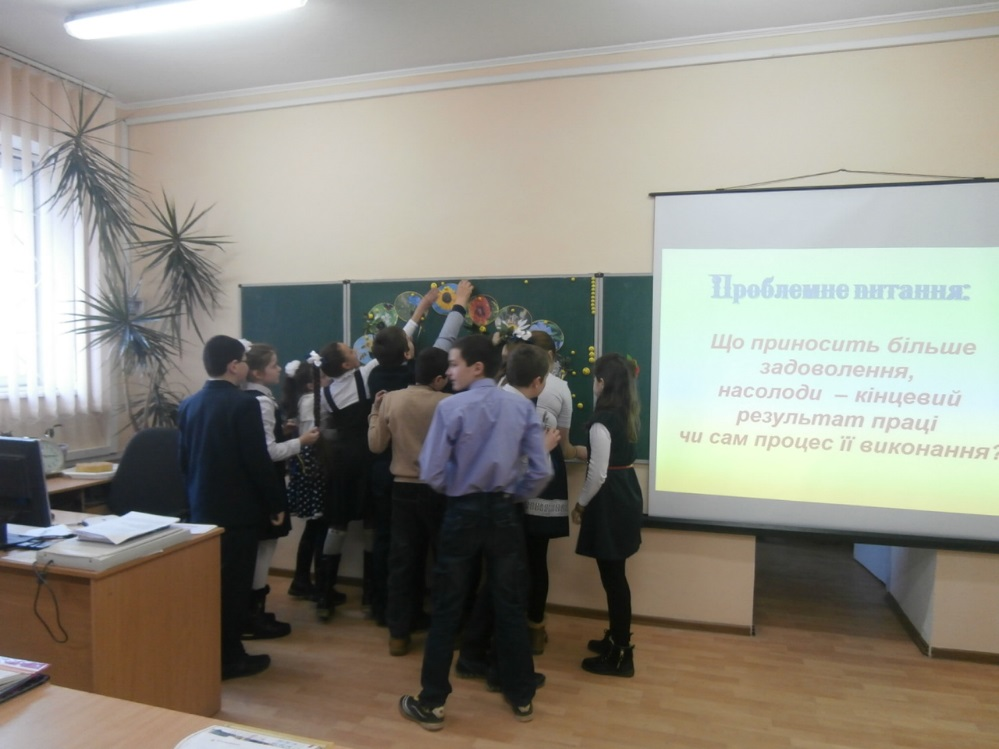 Проблемне питання:
Що приносить більше
задоволення,
насолоди – кінцевий
результат праці
чи сам процес її виконання?